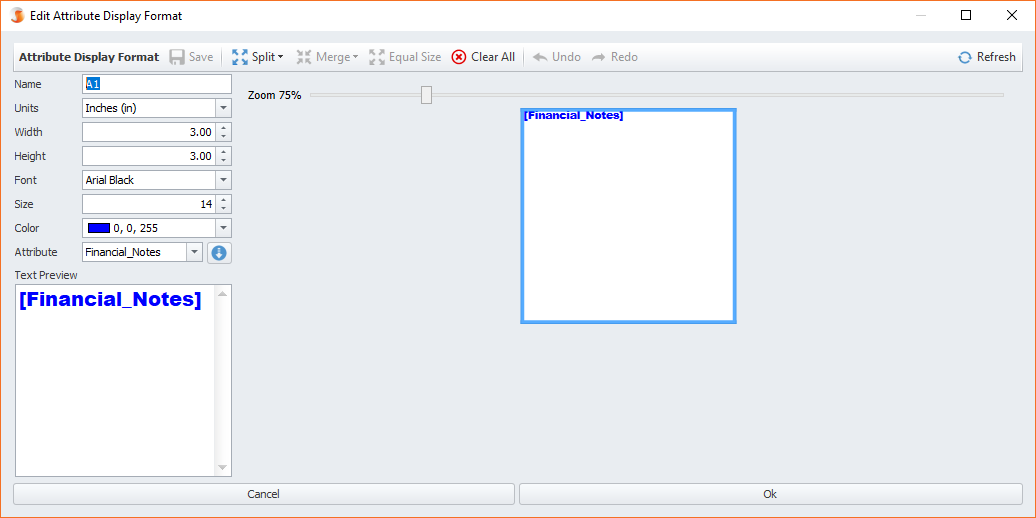 Edit Attribute Display Format
Attribute Display Format Save Split Merge Equal Size Clear All Undo Redo Refresh
Name A1
Units Inches (in)
Width 3.00
Height 3.00
Font Arial Black
Size 14
Color 0, 0, 255
Attribute Financial_Notes
Text Preview
[Financial_Notes]
Zoom 75%
[Financial_Notes]
Cancel Ok